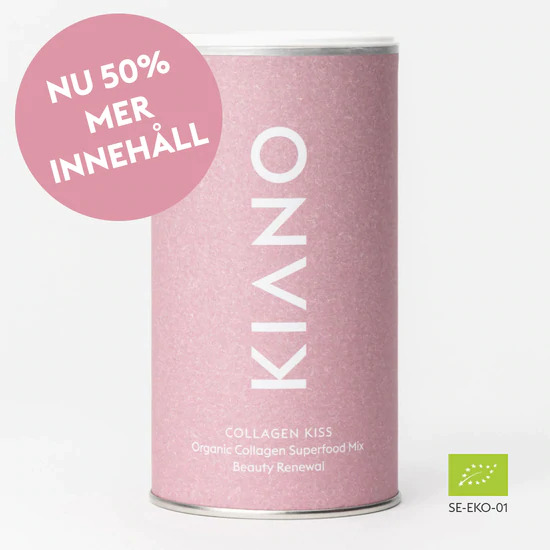 NU 50%
MER
INNEHÅLL
KIANO
COLLAGEN KISS
Organic Collagen Superfood Mix
Beauty Renewal
SE-EKO-01